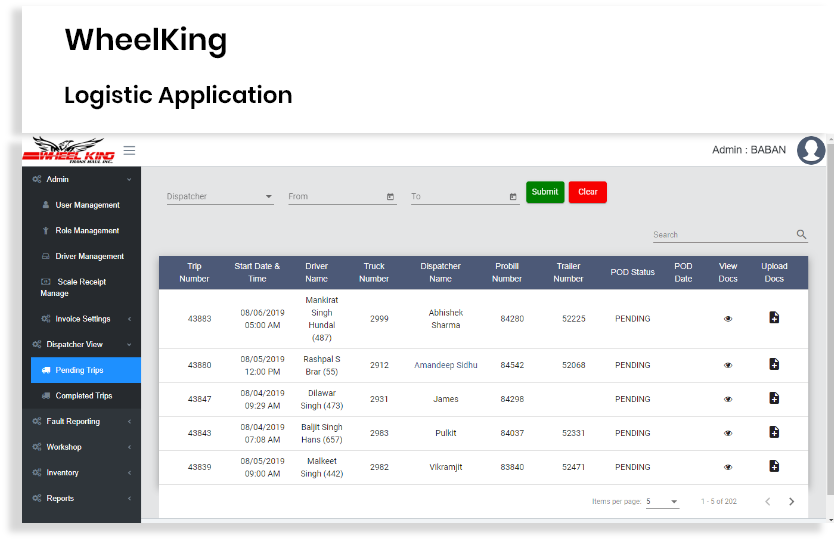 WheelKing
Logistic Application
WHEEL KING
TRANS HAUL INC.
Admin : BABAN
Admin
User Management
Role Management
Driver Management
Scale Receipt
Manage
Invoice Settings
Dispatcher View
Pending Trips
Completed Trips
Fault Reporting
Workshop
Inventory
Reports
Dispatcher From To Submit Clear
Search
Trip Start Date & Driver Truck Dispatcher Probill Trailer POD Status POD View Upload
Number Time Name Number Name Number Number Date Docs Docs
Mankirat
43883 08/06/2019 Singh 2999 Abhishek 84280 52225 PENDING
05:00 AM Hundal Sharma
(487)
43880 08/05/2019 Rashpal S 2912 Amandeep Sidhu 84542 52068 PENDING
12:00 PM Brar (55)
43847 08/04/2019 Dilawar 2931 James 84298 PENDING
09:29 AM Singh (473)
43843 08/04/2019 Baljit Singh 2983 Pulkit 84037 52331 PENDING
07:08 AM Hans (657)
43839 08/05/2019 Malkeet 2982 Vikramjit 83840 52471 PENDING
09:00 AM Singh (442)
Items per page: 5 1 - 5 of 202